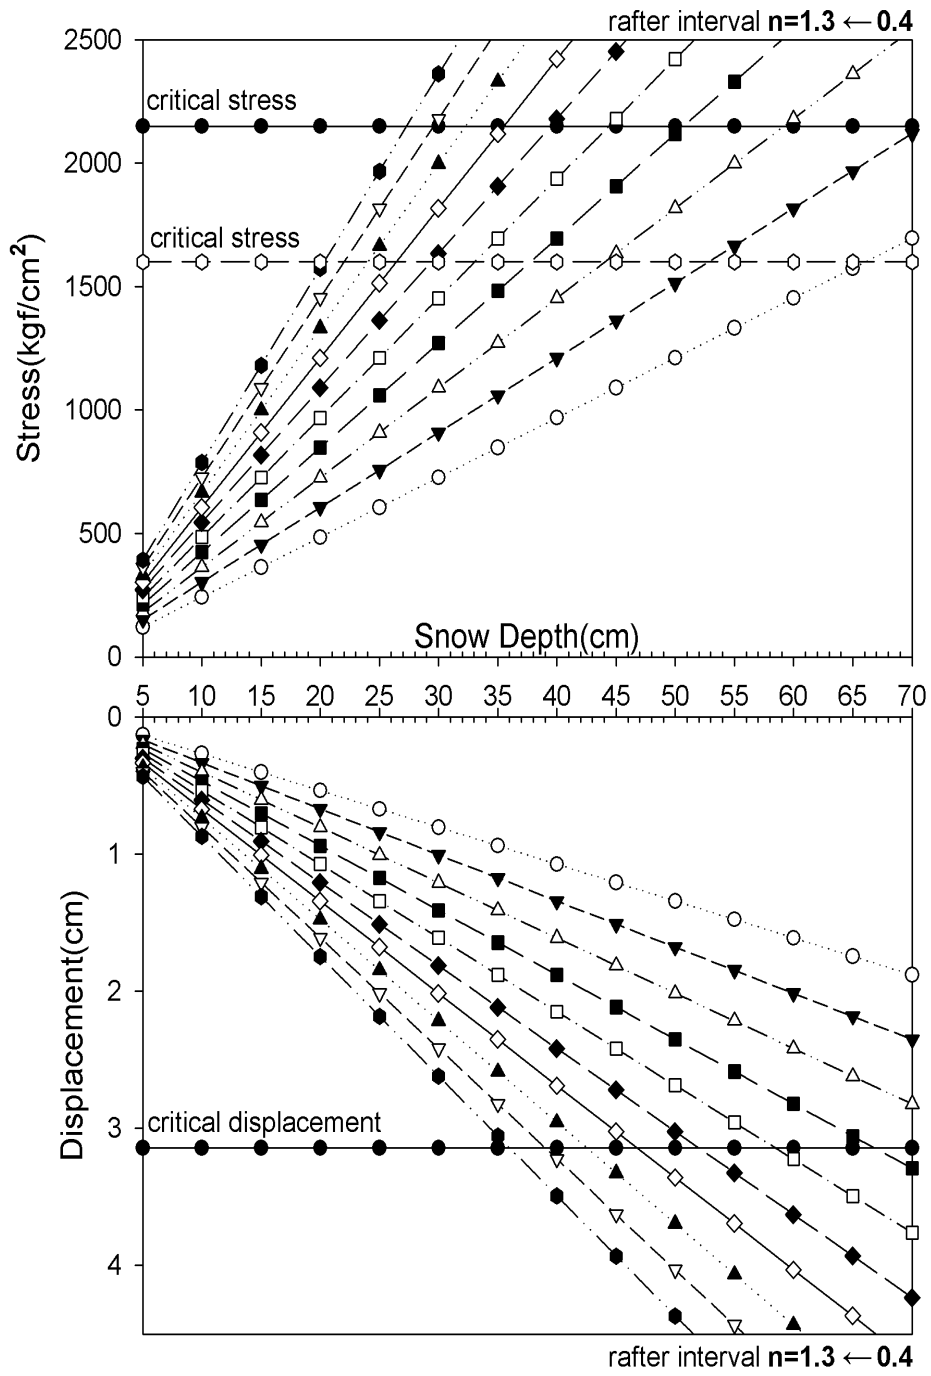 rafter interval n=1.3 ← 0.4
2500
critical stress
2000
critical stress
1500
1000
500
0
Stress(kgf/cm²)
Snow Depth(cm)
5 10 15 20 25 30 35 40 45 50 55 60 65 70
0
1
2
3
4
Displacement(cm)
critical displacement
rafter interval n=1.3 ← 0.4